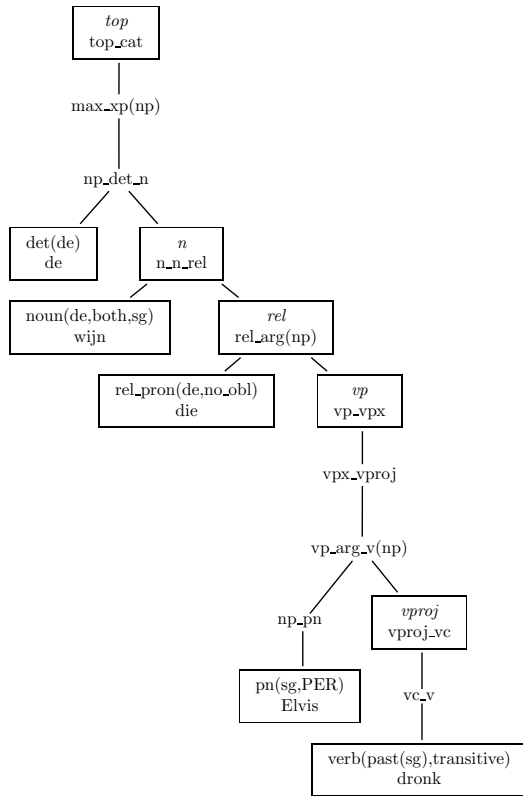 top
top_cat
max_xp(np)
np_det_n
det(de)
de
n
n_n_rel
noun(de,both,sg)
wijn
rel
rel_arg(np)
rel_pron(de,no_obl)
die
vp
vp_vpx
vpx_vproj
vp_arg_v(np)
np_pn
vproj
vproj_vc
pn(sg,PER)
Elvis
vc_v
verb(past(sg),transitive)
dronk